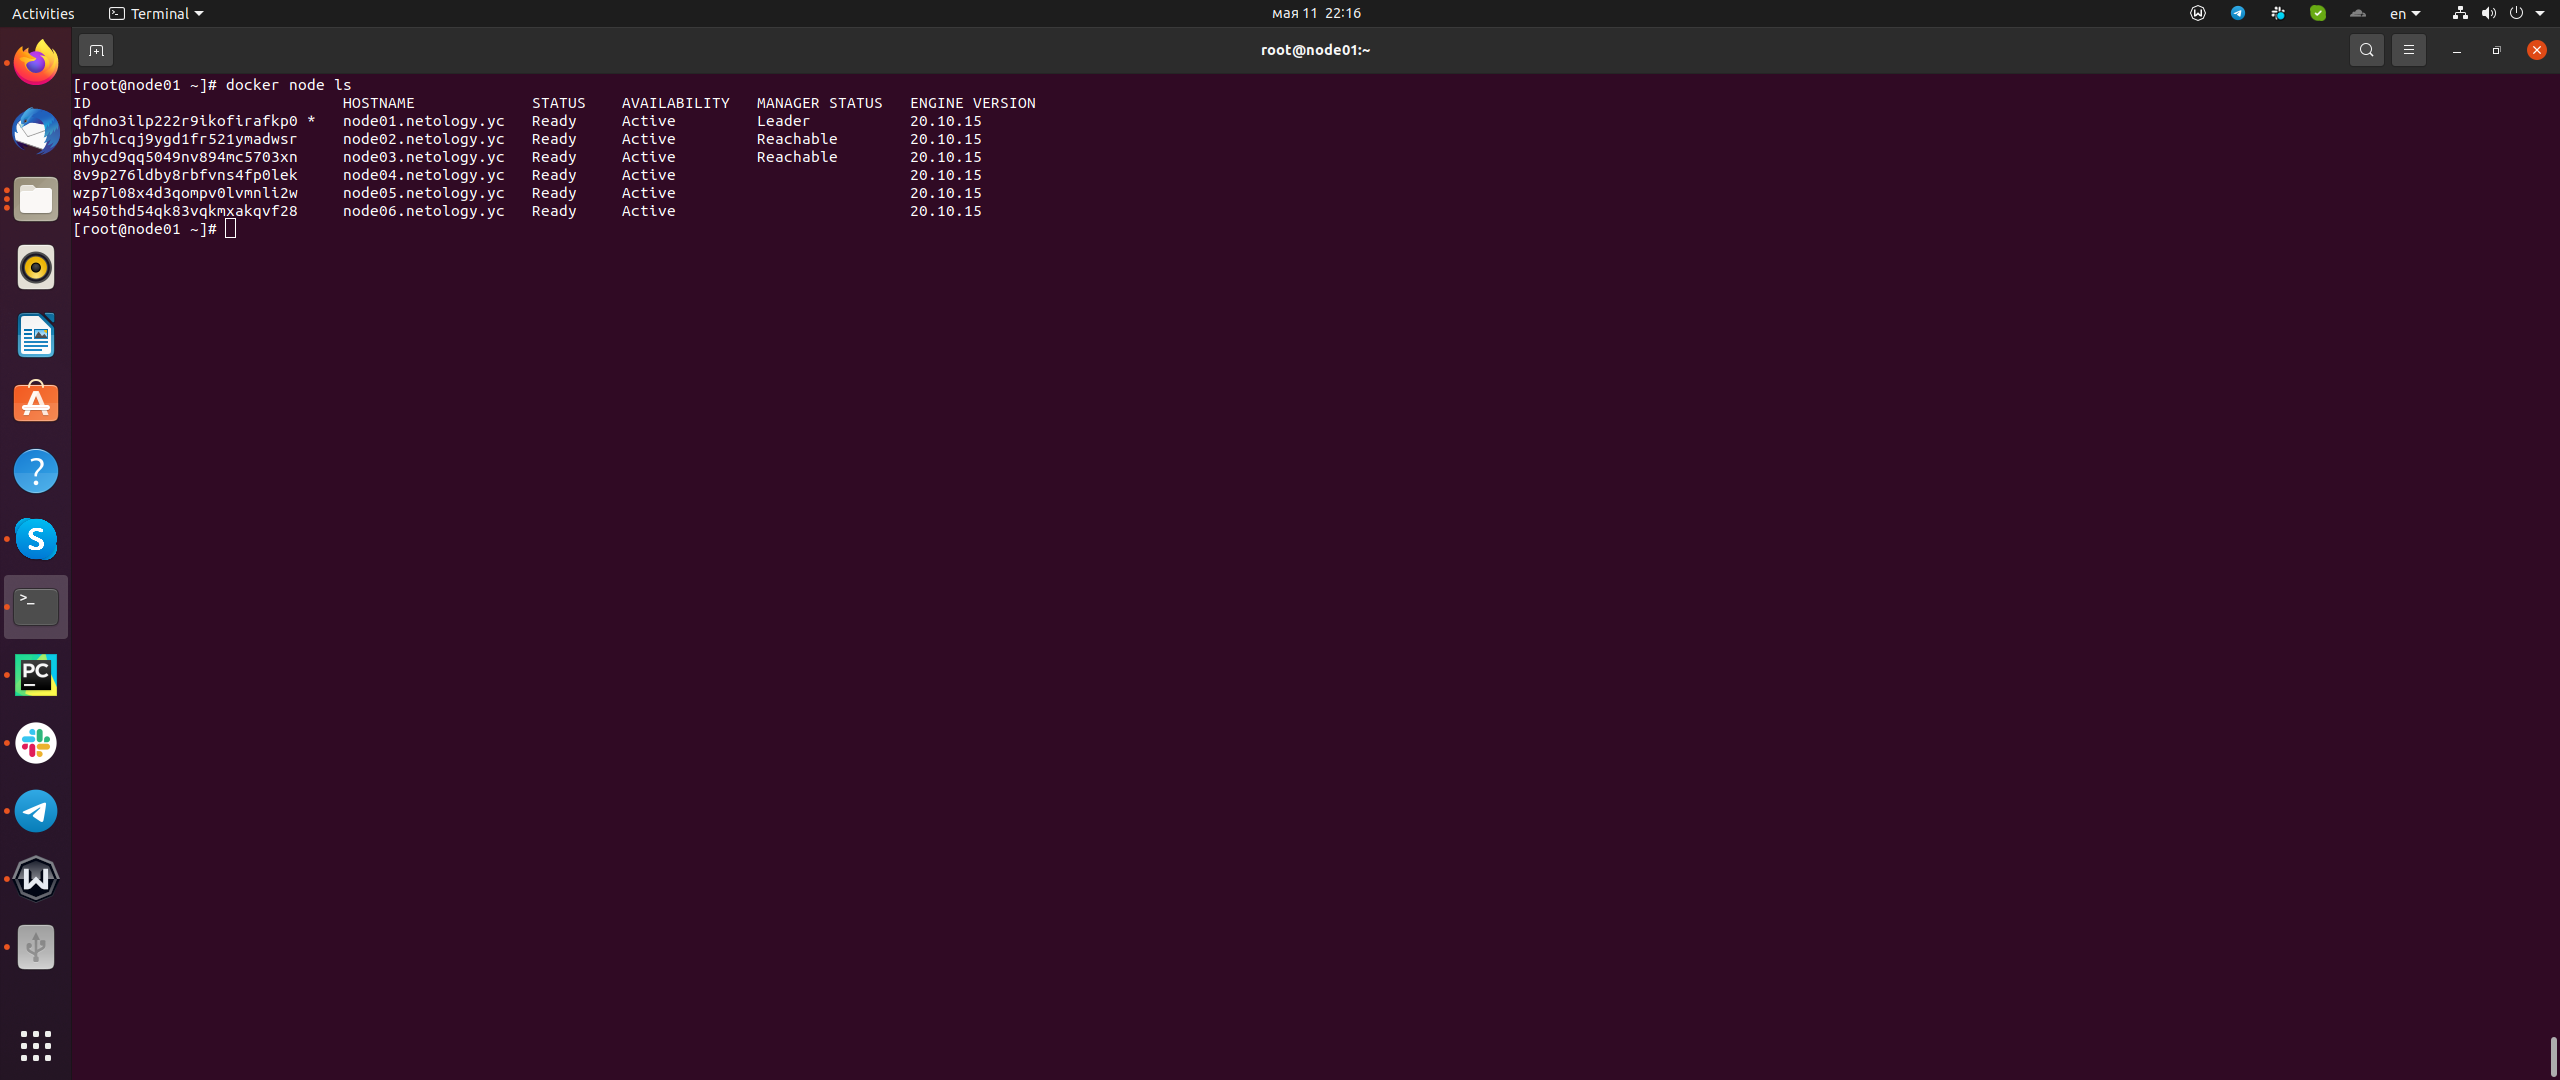 Activities Terminal мая 11 22:16 en
root@node01:~
[root@node01 ~]# docker node ls
ID HOSTNAME STATUS AVAILABILITY MANAGER STATUS ENGINE VERSION
qfdno3ilp222r9ikofirafkp0 * node01.netology.yc Ready Active Leader 20.10.15
gb7hlcqj9ygd1fr521ymadwsr node02.netology.yc Ready Active Reachable 20.10.15
mhycd9qq5049nv894mc5703xn node03.netology.yc Ready Active Reachable 20.10.15
8v9p276ldby8rbfvns4fp0lek node04.netology.yc Ready Active 20.10.15
wzp7l08x4d3qompv0lvmnli2w node05.netology.yc Ready Active 20.10.15
w450thd54qk83vqkmxakqvf28 node06.netology.yc Ready Active 20.10.15
[root@node01 ~]#